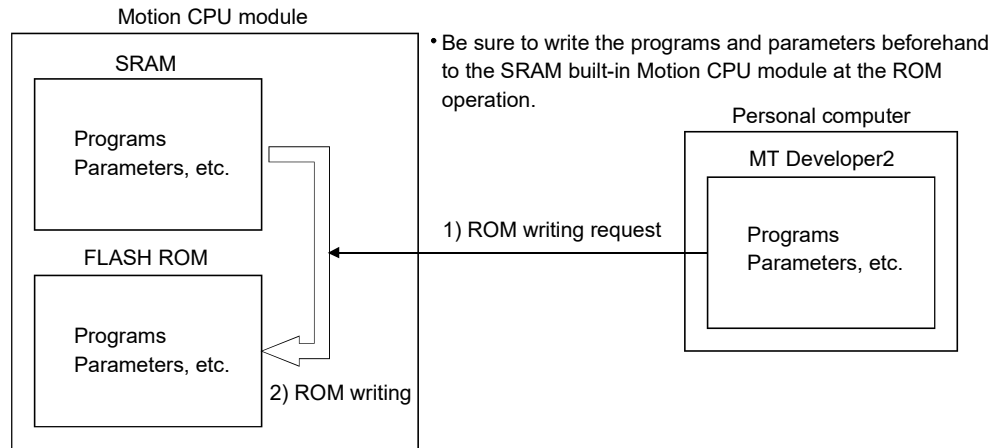 Motion CPU module
SRAM
Programs
Parameters, etc.
FLASH ROM
Programs
Parameters, etc.
2) ROM writing
• Be sure to write the programs and parameters beforehand
to the SRAM built-in Motion CPU module at the ROM
operation.
Personal computer
MT Developer2
Programs
Parameters, etc.
1) ROM writing request